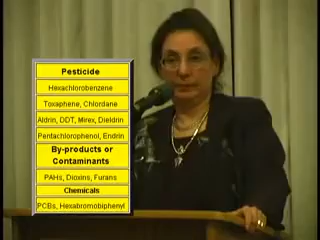 Pesticide
Hexachlorobenzene
Toxaphene, Chlordane
Aldrin, DDT, Mirex, Dieldrin
Pentachlorophenol, Endrin
By-products or
Contaminants
PAHs, Dioxins, Furans
Chemicals
PCBs, Hexabromobiphenyl